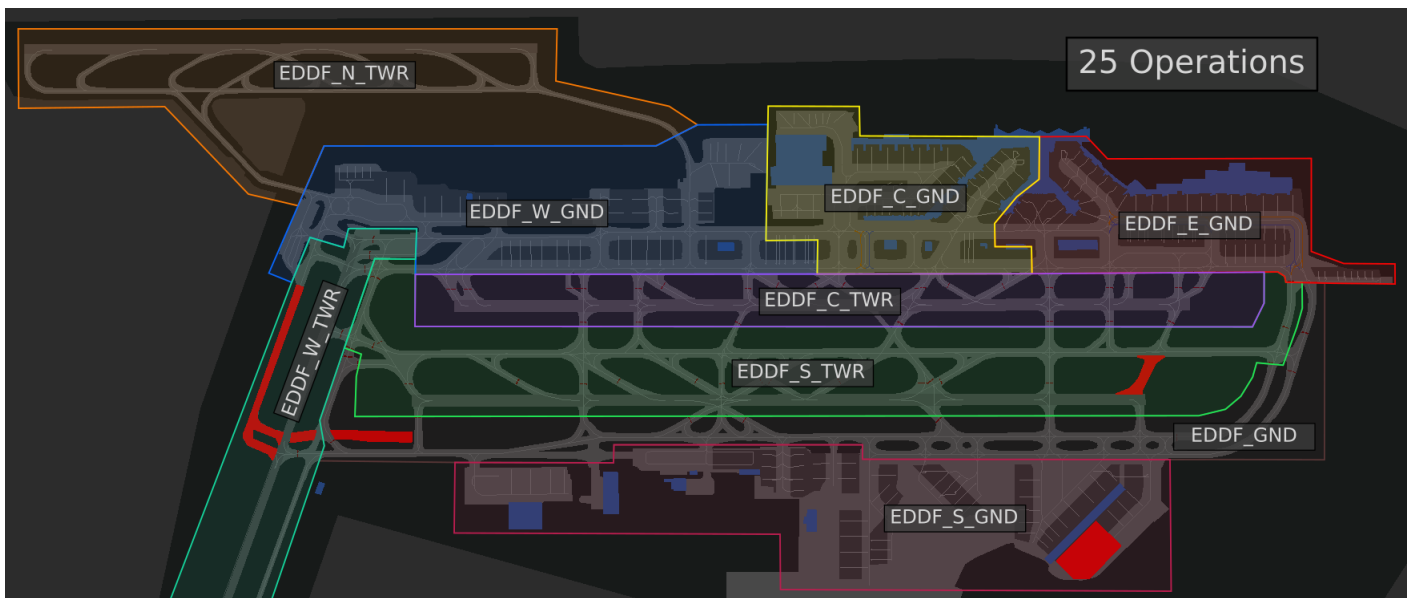 25 Operations
EDDF_N_TWR
EDDF_C_GND
EDDF_W_GND
EDDF_E_GND
EDDF_C_TWR
EDDF_W_TWR
EDDF_S_TWR
EDDF_GND
EDDF_S_GND